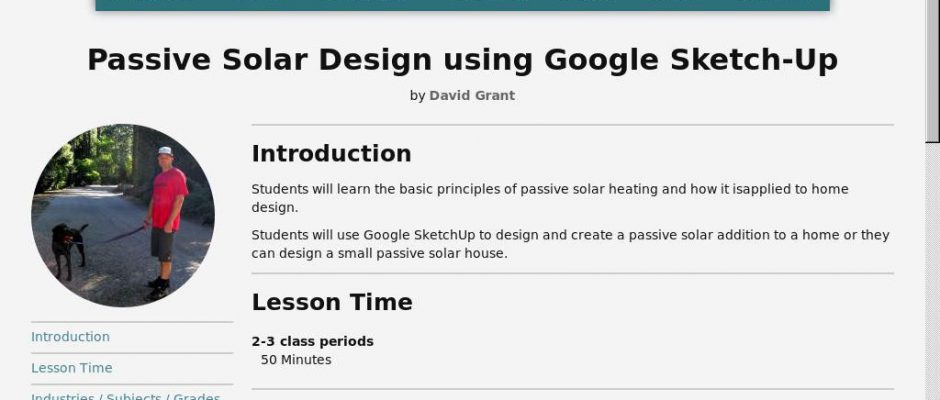 Passive Solar Design using Google Sketch-Up
by David Grant
Introduction
Students will learn the basic principles of passive solar heating and how it isapplied to home
design.
Students will use Google SketchUp to design and create a passive solar addition to a home or they
can design a small passive solar house.
Lesson Time
2-3 class periods
50 Minutes
Introduction
Lesson Time
Industries / Subjects / Grades